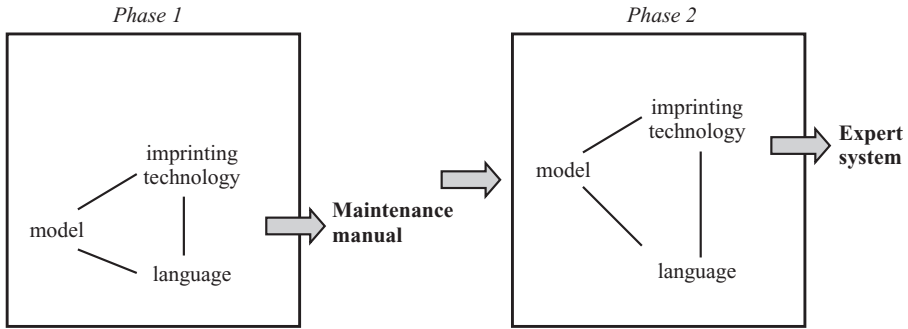 Phase 1
imprinting
technology
model
language
Maintenance
manual
Phase 2
imprinting
technology
model
language
Expert
system